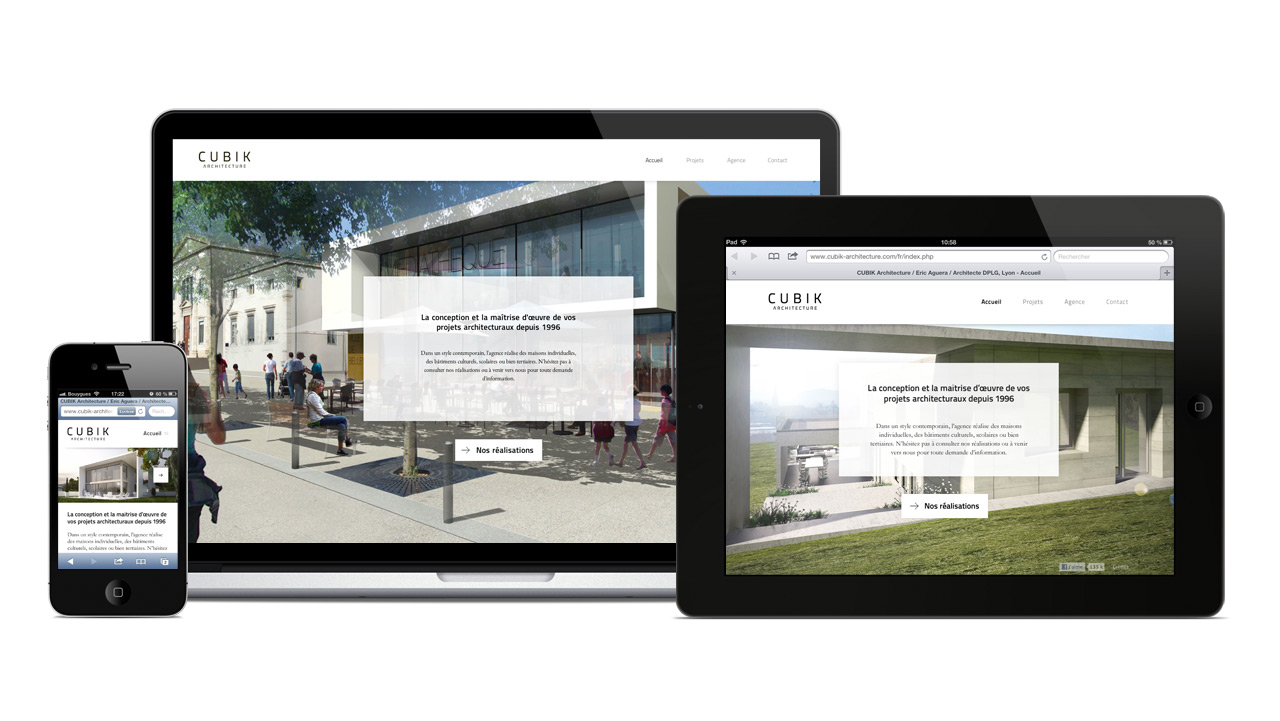 CUBIK
ARCHITECTURE
Accueil Projets Agence Contact
La conception et la maîtrise d'œuvre de vos
projets architecturaux depuis 1996
Dans un style contemporain, l'agence réalise des maisons individuelles,
des bâtiments culturels, scolaires ou bien tertiaires. N'hésitez pas à
consulter nos réalisations ou à venir vers nous pour toute demande
d'information.
→ Nos réalisations
Bouygues 17:22 60 %
CUBIK Architecture / Eric Aguera / Architecte...
www.cubik-archite Lecteur Rech
CUBIK
ARCHITECTURE
Accueil
La conception et la maitrise d'œuvre de
vos projets architecturaux depuis 1996
Dans un style contemporain, l'agence réalise
des maisons individuelles, des bâtiments
culturels, scolaires ou bien tertiaires. N'hésitez
iPad 10:58 50 %
www.cubik-architecture.com/fr/index.php Rechercher
CUBIK Architecture / Eric Aguera / Architecte DPLG, Lyon - Accueil
CUBIK
ARCHITECTURE
Accueil Projets Agence Contact
La conception et la maitrise d'œuvre de vos
projets architecturaux depuis 1996
Dans un style contemporain, l'agence réalise des maisons
individuelles, des bâtiments culturels, scolaires ou bien
tertiaires. N'hésitez pas à consulter nos réalisations ou à venir
vers nous pour toute demande d'information.
→ Nos réalisations
J'aime